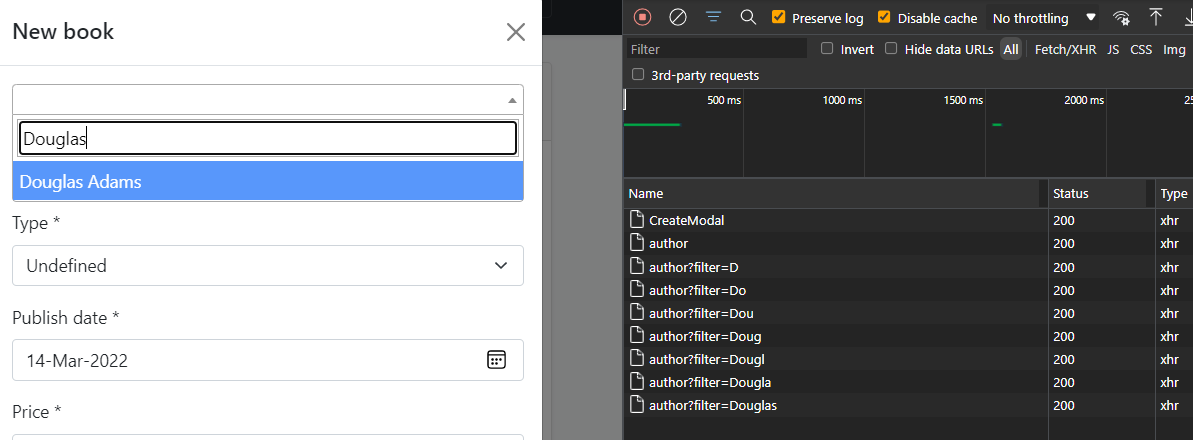 New book
Douglas
Douglas Adams
Type *
Undefined
Publish date *
14-Mar-2022
Price *
Preserve log
Disable cache
No throttling
Filter
Invert
Hide data URLs
All
Fetch/XHR
JS
CSS
Img
3rd-party requests
500 ms
1000 ms
1500 ms
2000 ms
Name
Status
Type
CreateModal
200
xhr
author
200
xhr
author?filter=D
200
xhr
author?filter=Do
200
xhr
author?filter=Dou
200
xhr
author?filter=Doug
200
xhr
author?filter=Dougl
200
xhr
author?filter=Dougla
200
xhr
author?filter=Douglas
200
xhr